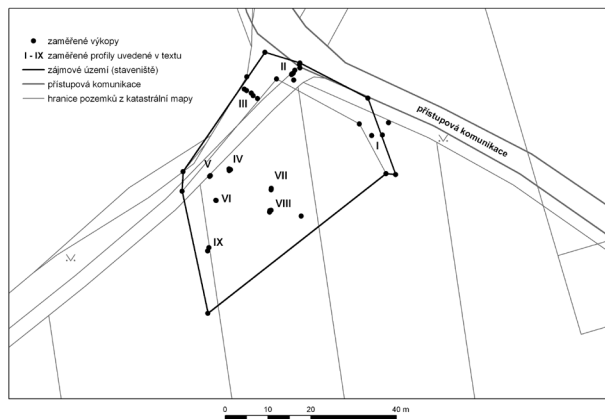 zaměřené výkopy
I - IX zaměřené profily uvedené v textu
zájmové území (staveniště)
přístupová komunikace
hranice pozemků z katastrální mapy
II
III
přístupová komunikace
I
V
IV
VII
VI
VIII
IX
0 10 20 40 m